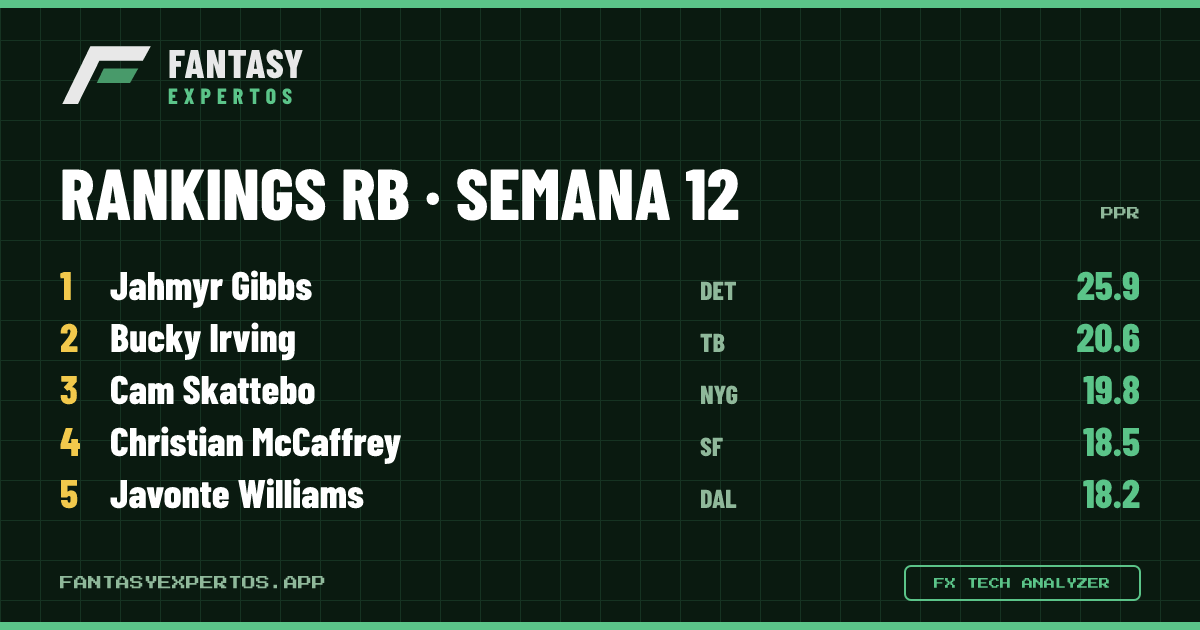 FANTASY
EXPERTOS
RANKINGS RB · SEMANA 12
PPR
1 Jahmyr Gibbs DET 25.9
2 Bucky Irving TB 20.6
3 Cam Skattebo NYG 19.8
4 Christian McCaffrey SF 18.5
5 Javonte Williams DAL 18.2
FANTASYEXPERTOS.APP
FX TECH ANALYZER